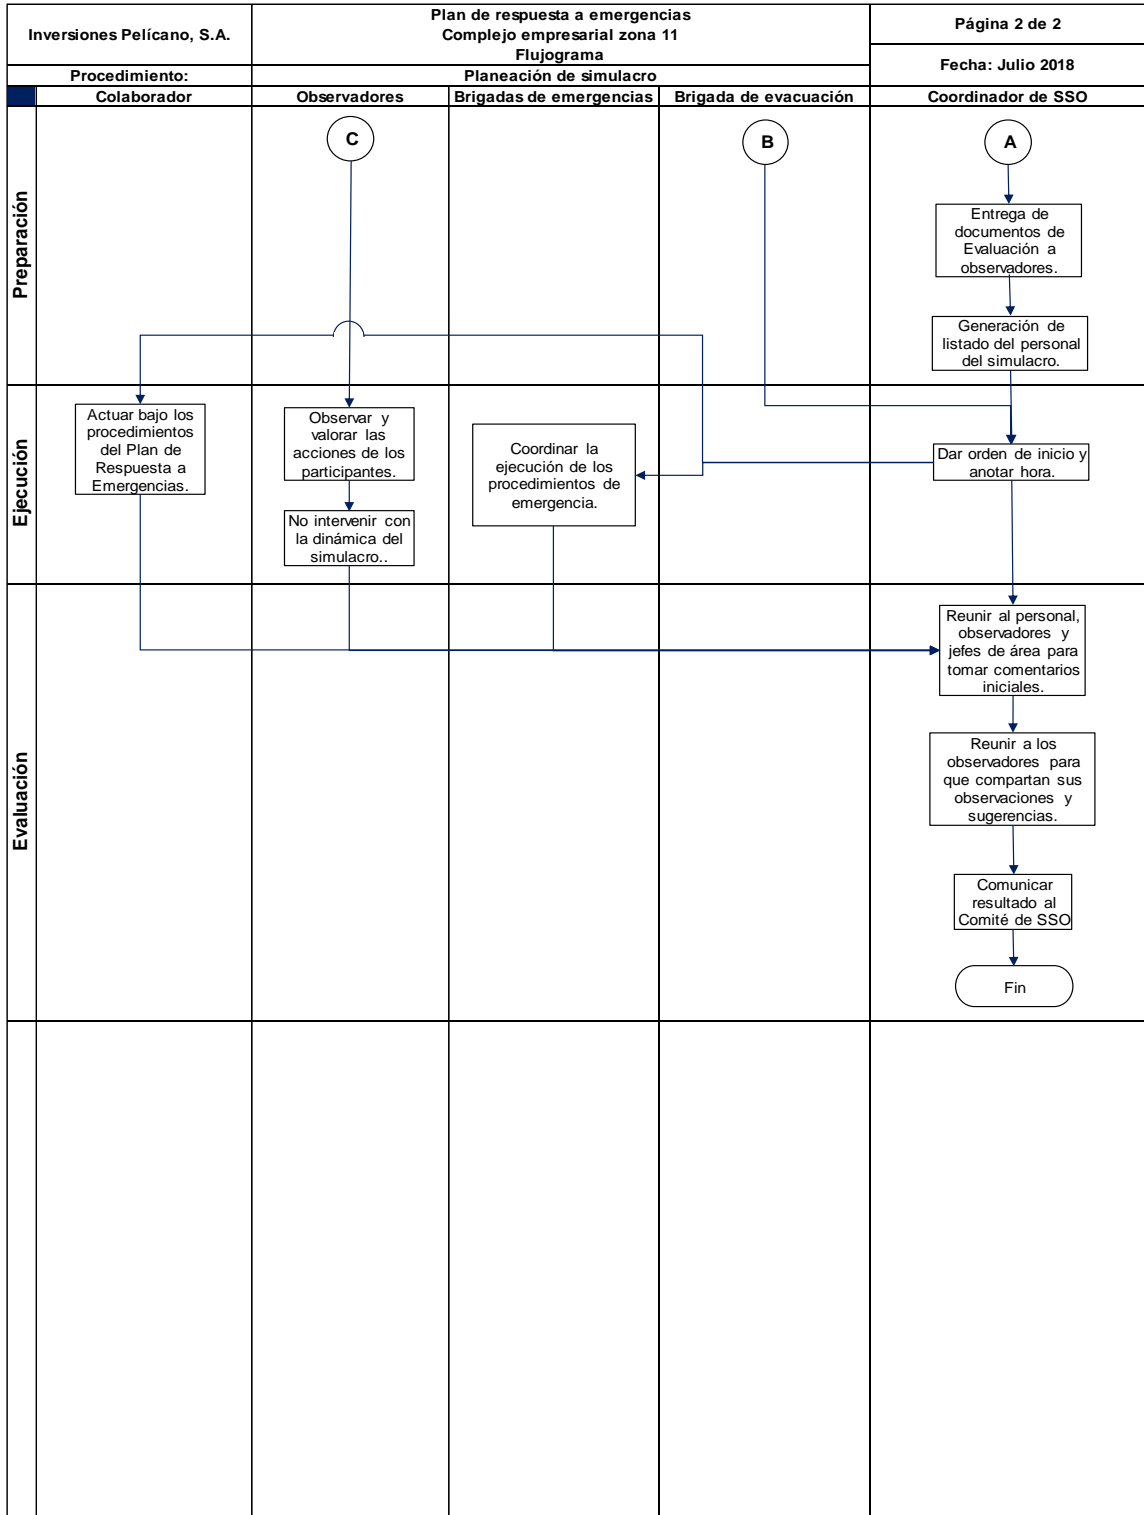 Inversiones Pelícano, S.A.
Plan de respuesta a emergencias
Complejo empresarial zona 11
Flujograma
Página 2 de 2
Fecha: Julio 2018
Procedimiento:
Planeación de simulacro
Colaborador
Observadores
Brigadas de emergencias
Brigada de evacuación
Coordinador de SSO
Preparación
C
B
A
Entrega de
documentos de
Evaluación a
observadores.
Generación de
listado del personal
del simulacro.
Ejecución
Actuar bajo los
procedimientos
del Plan de
Respuesta a
Emergencias.
Observar y
valorar las
acciones de los
participantes.
No intervenir con
la dinámica del
simulacro..
Coordinar la
ejecución de los
procedimientos de
emergencia.
Dar orden de inicio y
anotar hora.
Evaluación
Reunir al personal,
observadores y
jefes de área para
tomar comentarios
iniciales.
Reunir a los
observadores para
que compartan sus
observaciones y
sugerencias.
Comunicar
resultado al
Comité de SSO
Fin